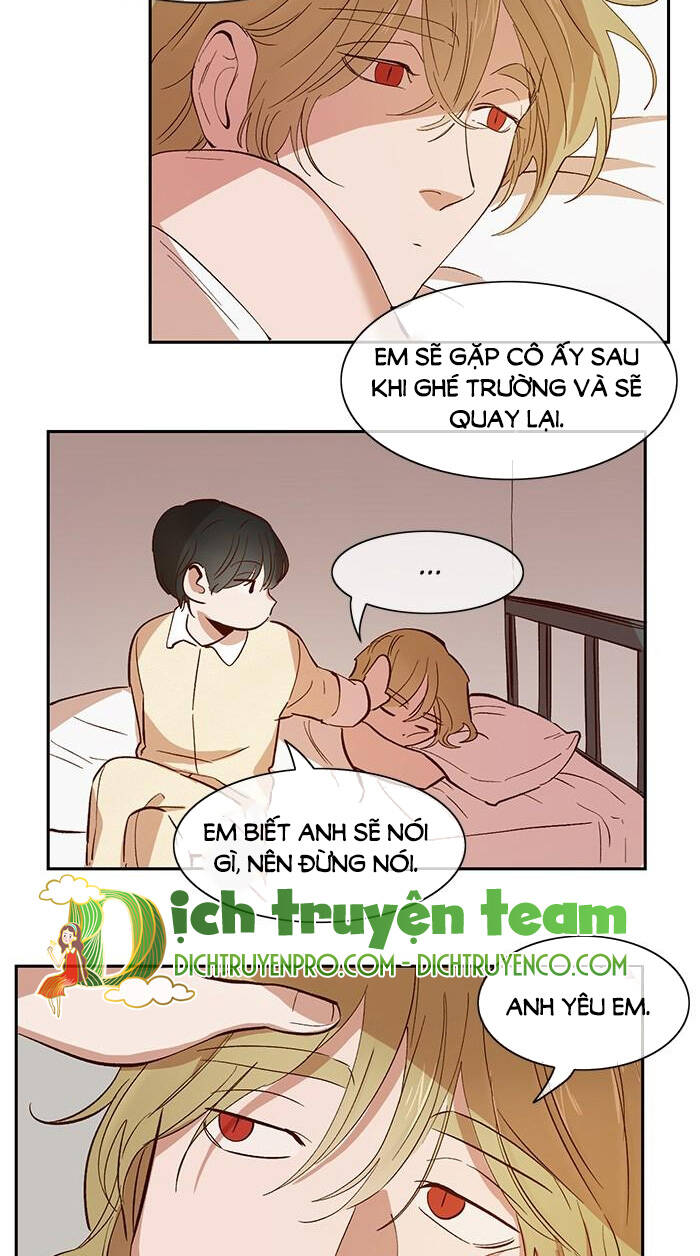 EM SẼ GẶP CÔ ẤY SAU
KHI GHÉ TRƯỜNG VÀ SẼ
QUAY LẠI.
...
EM BIẾT ANH SẼ NÓI
GÌ, NÊN ĐỪNG NÓI.
Dịch truyện team
DICHTRUYENPRO.COM - DICHTRUYENCO.COM
ANH YÊU EM.